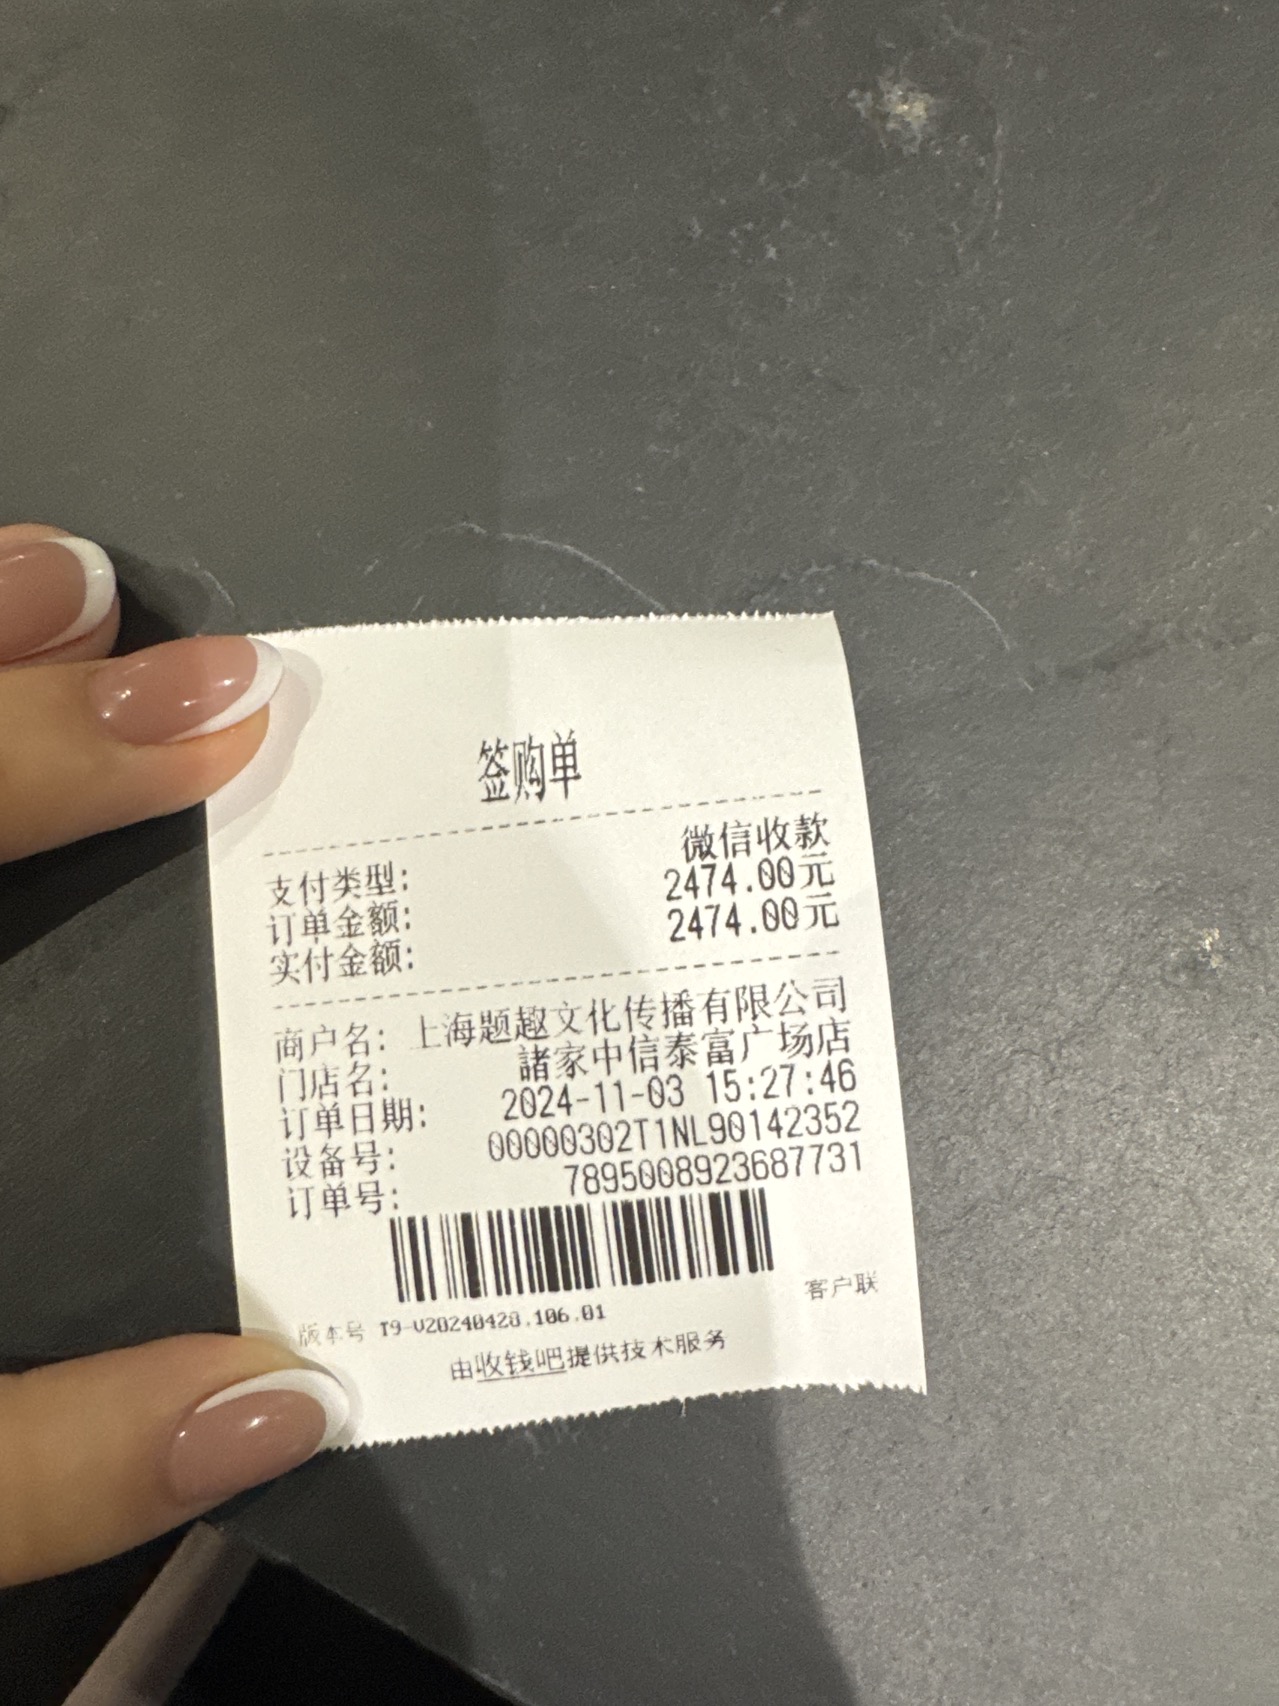 签购单
支付类型: 微信收款
订单金额: 2474.00元
实付金额: 2474.00元
商户名: 上海题趣文化传播有限公司
门店名: 諸家中信泰富广场店
订单日期: 2024-11-03 15:27:46
设备号: 00000302T1NL90142352
订单号: 7895008923687731
客户联
版本号 T9-V20240428.106.01
由收钱吧提供技术服务